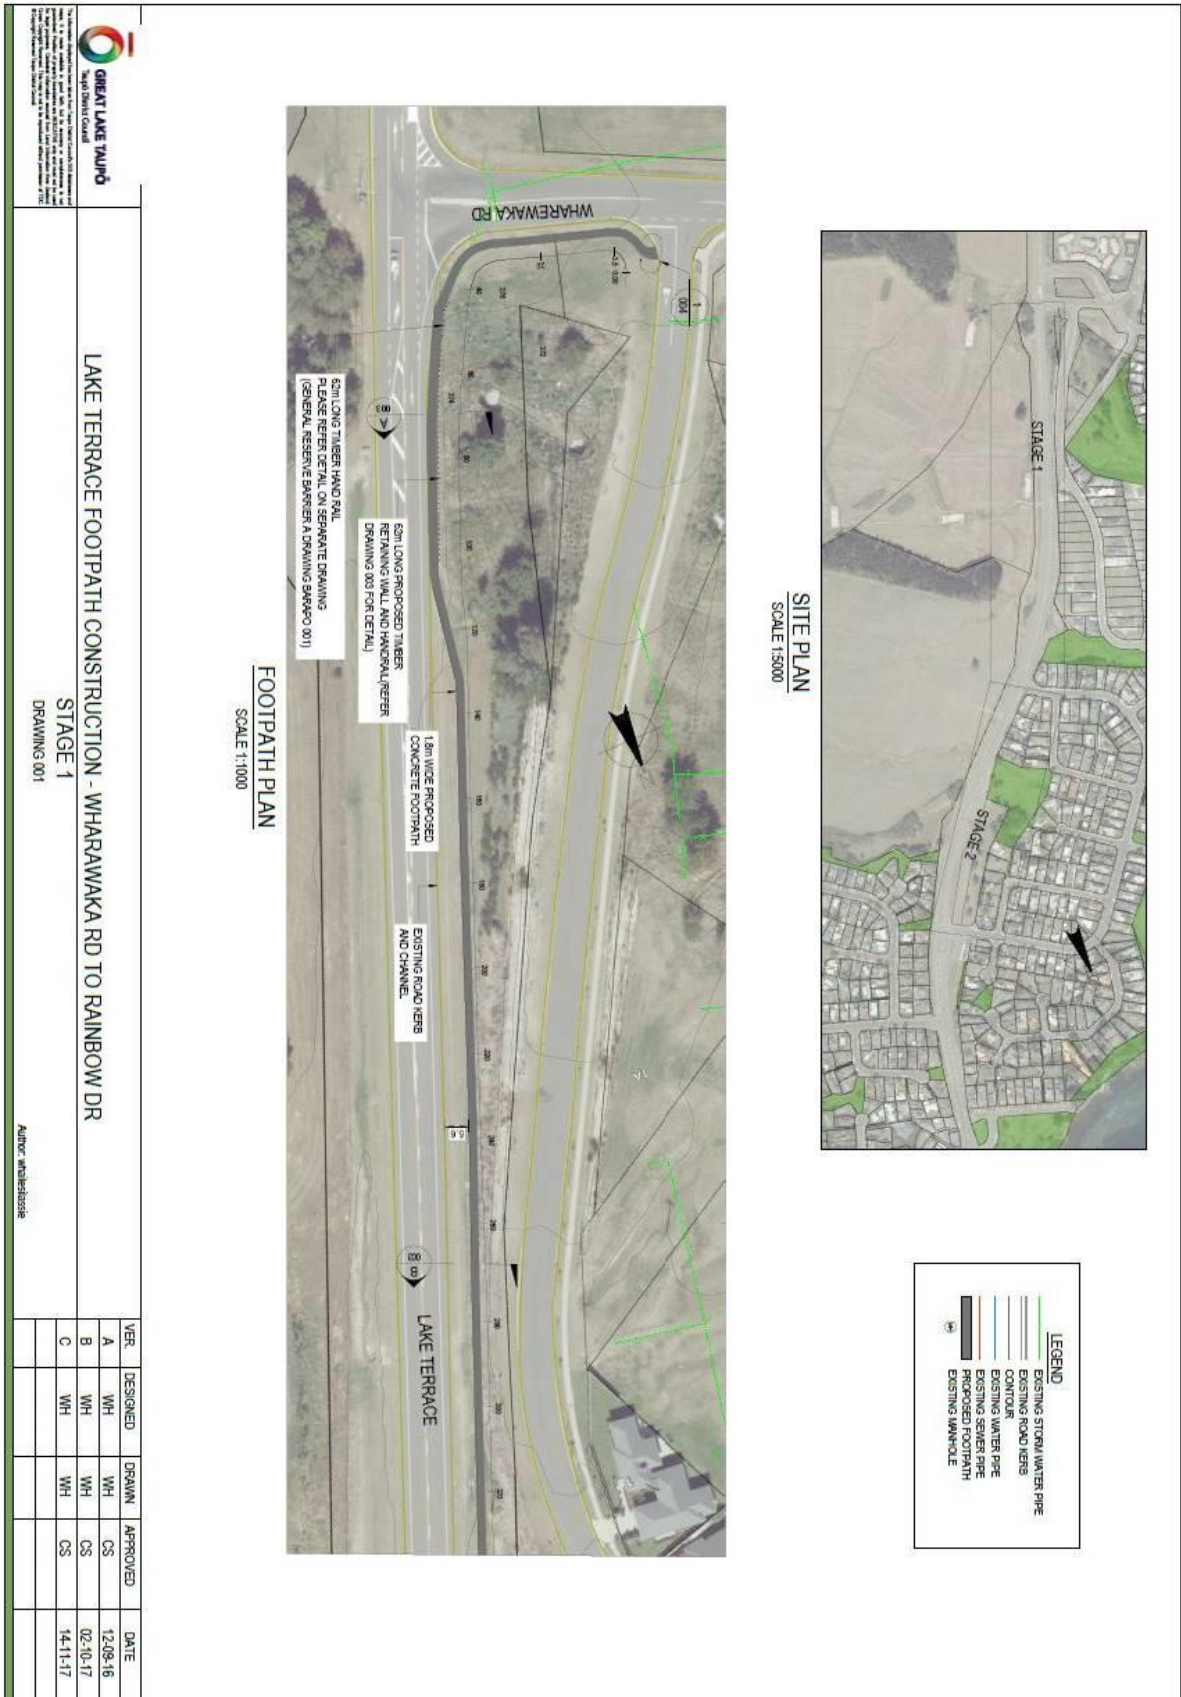 SITE PLAN
SCALE 1:5000
STAGE 1
STAGE 2
LEGEND
EXISTING STORM WATER PIPE
EXISTING ROAD KERB
CONTOUR
EXISTING WATER PIPE
EXISTING SEWER PIPE
PROPOSED FOOTPATH
EXISTING MANHOLE
WHAREWAKA RD
1
004
62m LONG TIMBER HAND RAIL
PLEASE REFER DETAIL ON SEPARATE DRAWING
(GENERAL RESERVE BARRIER A DRAWING BARAPO 001)
62m LONG PROPOSED TIMBER
RETAINING WALL AND HANDRAIL(REFER
DRAWING 003 FOR DETAIL)
1.8m WIDE PROPOSED
CONCRETE FOOTPATH
EXISTING ROAD KERB
AND CHANNEL
LAKE TERRACE
FOOTPATH PLAN
SCALE 1:1000
GREAT LAKE TAUPŌ
Taupō District Council
LAKE TERRACE FOOTPATH CONSTRUCTION - WHARAWAKA RD TO RAINBOW DR
STAGE 1
DRAWING 001
Author: whailesilassie
VER. DESIGNED DRAWN APPROVED DATE
A WH WH CS 12-09-16
B WH WH CS 02-10-17
C WH WH CS 14-11-17